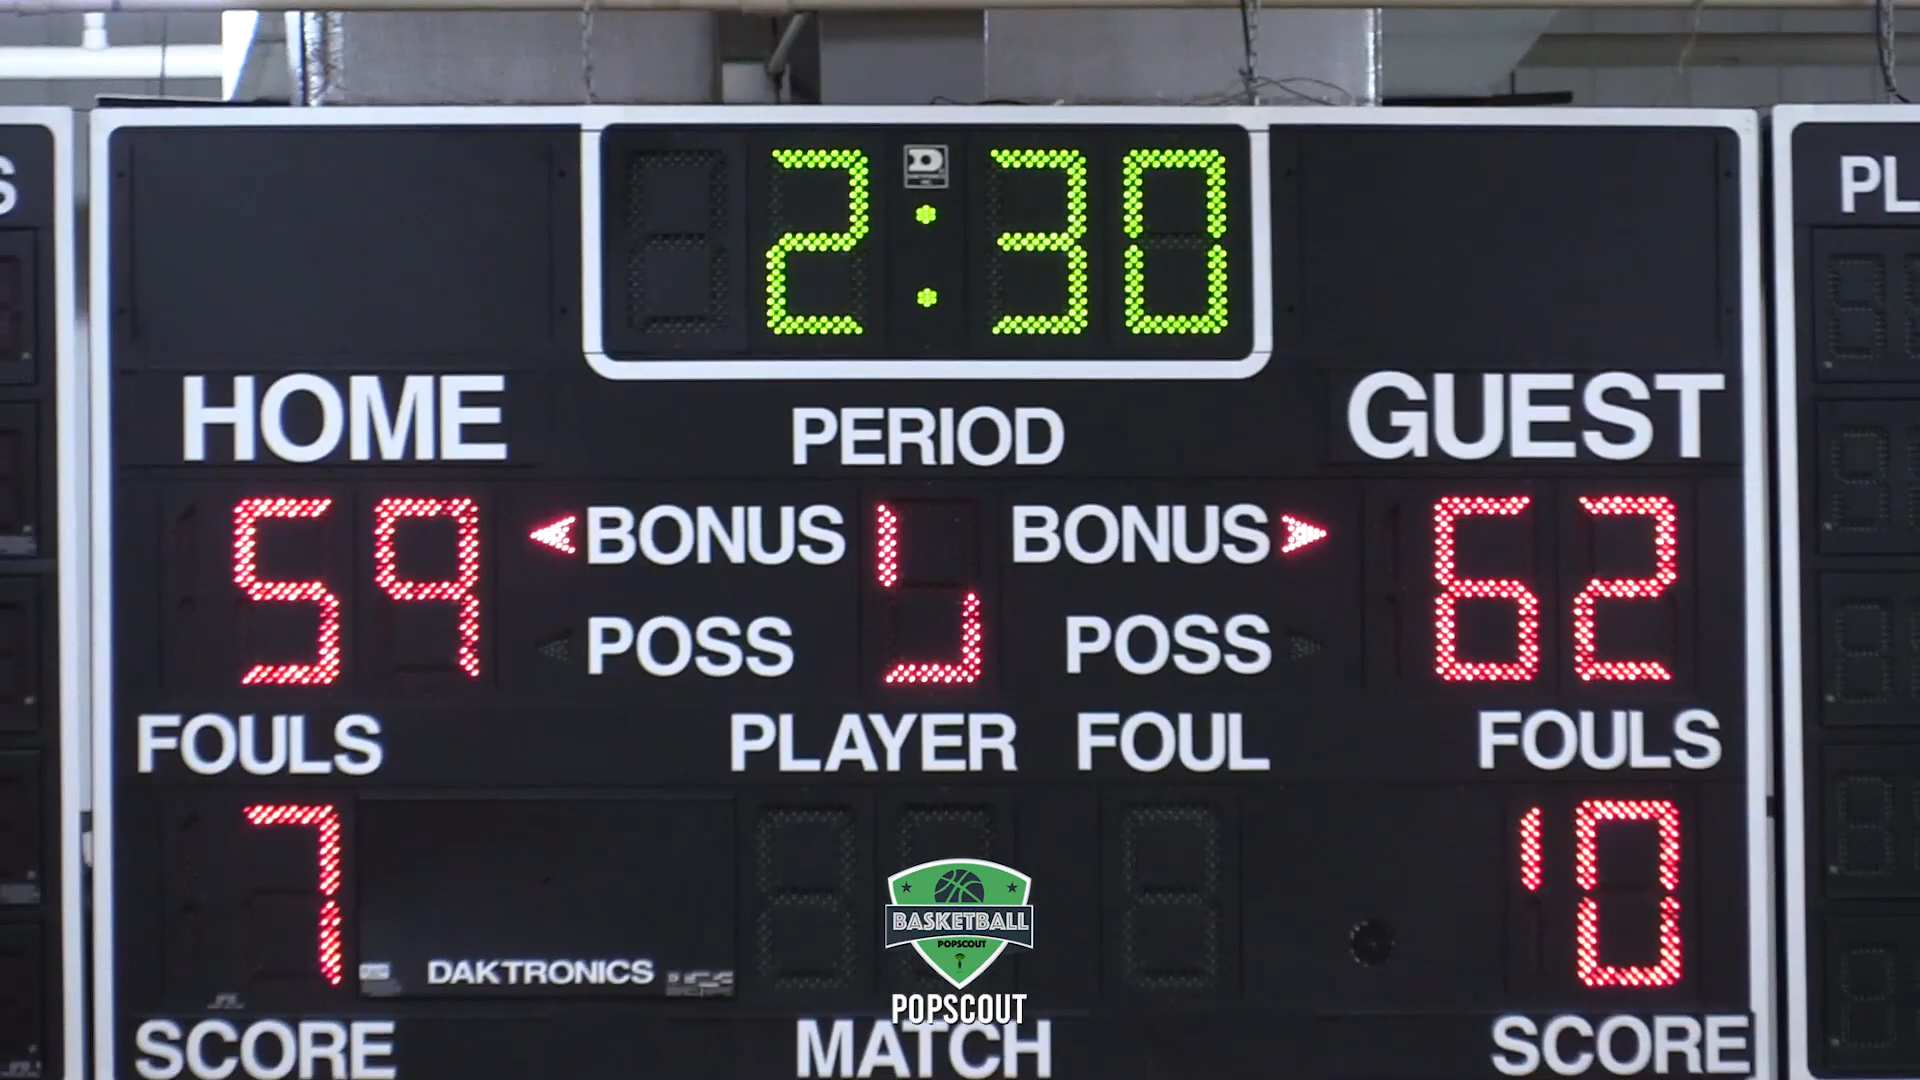 S
2:30
D
PL
HOME
PERIOD
GUEST
59
BONUS
BONUS
62
POSS
POSS
FOULS
PLAYER FOUL
FOULS
7
10
BASKETBALL
POPSCOUT
DAKTRONICS
POPSCOUT
SCORE
MATCH
SCORE